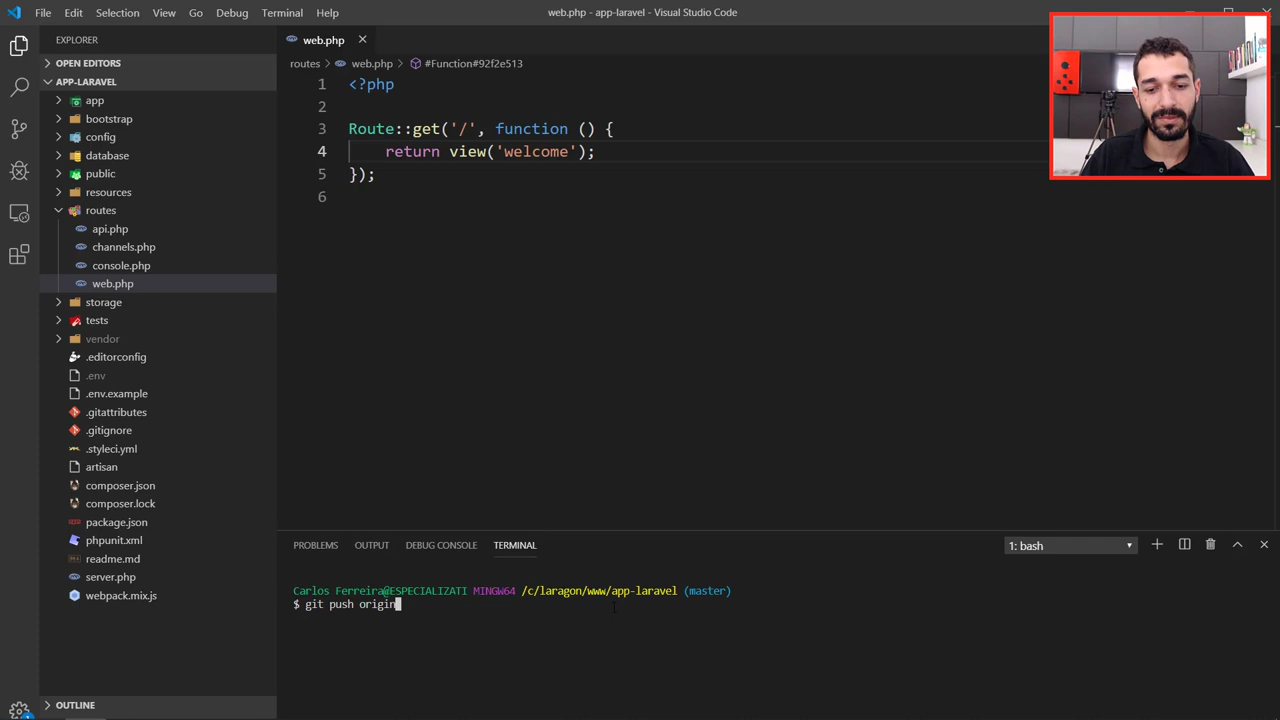 File Edit Selection View Go Debug Terminal Help
web.php - app-laravel - Visual Studio Code
EXPLORER
OPEN EDITORS
APP-LARAVEL
app
bootstrap
config
database
public
resources
routes
api.php
channels.php
console.php
web.php
storage
tests
vendor
.editorconfig
.env
.env.example
.gitattributes
.gitignore
.styleci.yml
artisan
composer.json
composer.lock
package.json
phpunit.xml
readme.md
server.php
webpack.mix.js
OUTLINE
web.php
routes > web.php > #Function#92f2e513
1 <?php
2
3 Route::get('/', function () {
4 return view('welcome');
5 });
6
PROBLEMS OUTPUT DEBUG CONSOLE TERMINAL
1: bash
Carlos Ferreira@ESPECIALIZATI MINGW64 /c/laragon/www/app-laravel (master)
$ git push origin